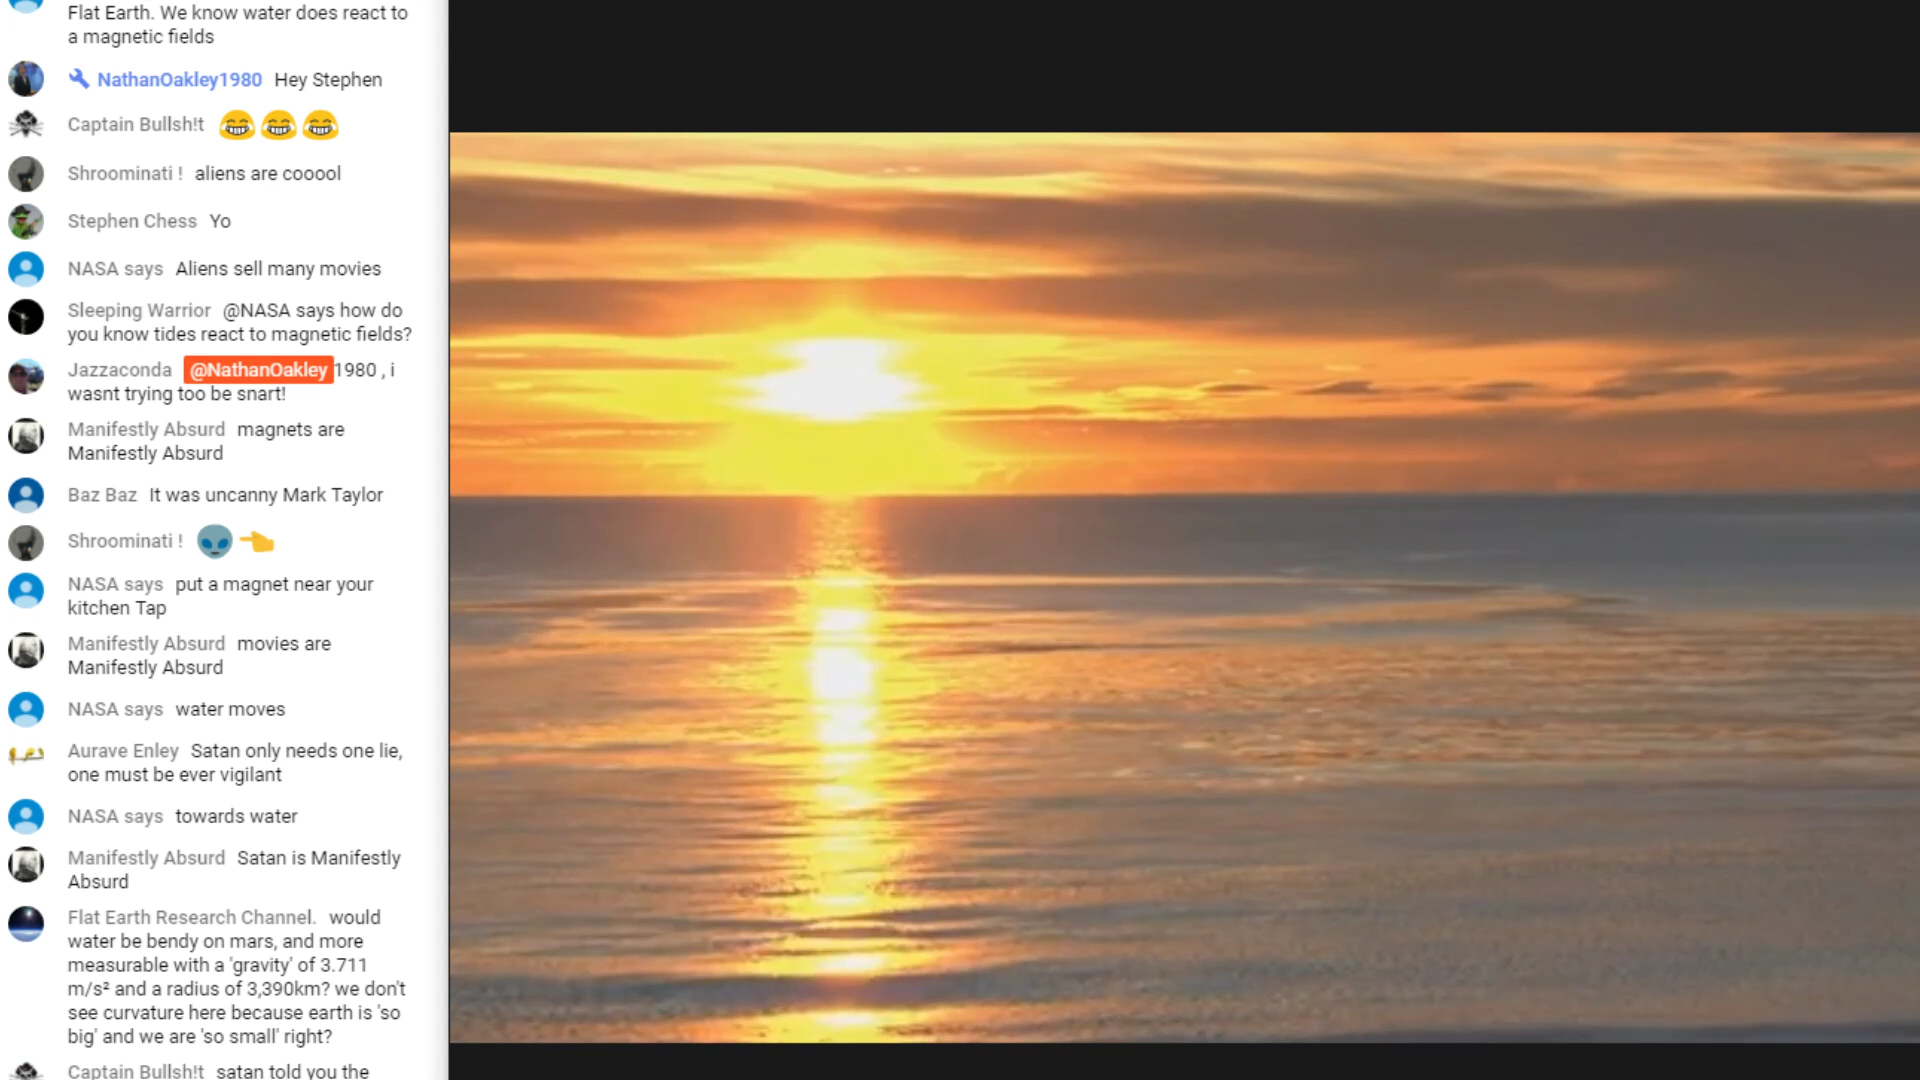 Flat Earth. We know water does react to
a magnetic fields
NathanOakley1980 Hey Stephen
Captain Bullsh!t 😂😂😂
Shroominati ! aliens are cooool
Stephen Chess Yo
NASA says Aliens sell many movies
Sleeping Warrior @NASA says how do
you know tides react to magnetic fields?
Jazzaconda @NathanOakley1980 , i
wasnt trying too be snart!
Manifestly Absurd magnets are
Manifestly Absurd
Baz Baz It was uncanny Mark Taylor
Shroominati ! 👽👈
NASA says put a magnet near your
kitchen Tap
Manifestly Absurd movies are
Manifestly Absurd
NASA says water moves
Aurave Enley Satan only needs one lie,
one must be ever vigilant
NASA says towards water
Manifestly Absurd Satan is Manifestly
Absurd
Flat Earth Research Channel. would
water be bendy on mars, and more
measurable with a 'gravity' of 3.711
m/s² and a radius of 3,390km? we don't
see curvature here because earth is 'so
big' and we are 'so small' right?
Captain Bullsh!t satan told you the